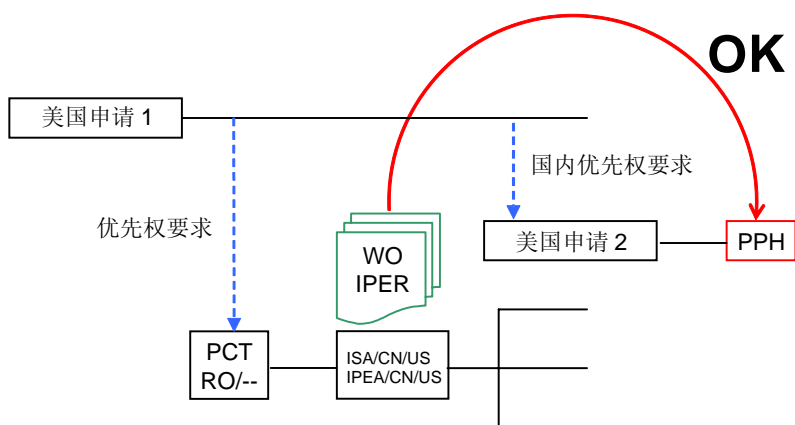 OK
美国申请 1
国内优先权要求
优先权要求
美国申请 2
PPH
WO
IPER
PCT
RO/--
ISA/CN/US
IPEA/CN/US